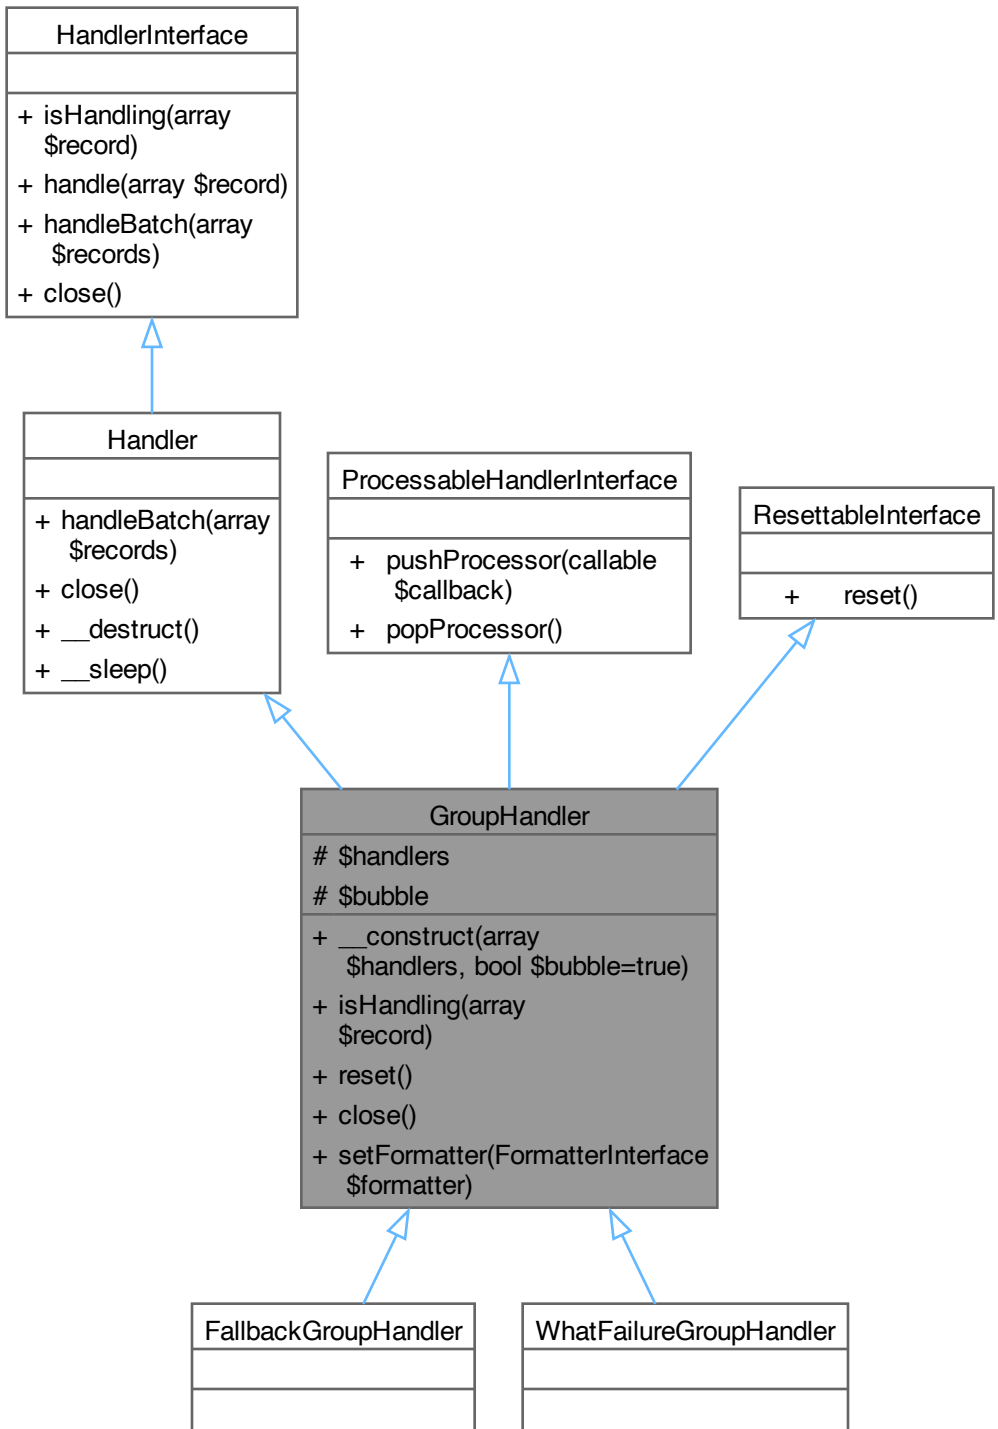 HandlerInterface
+ isHandling(array
$record)
+ handle(array $record)
+ handleBatch(array
$records)
+ close()
Handler
+ handleBatch(array
$records)
+ close()
+ __destruct()
+ __sleep()
ProcessableHandlerInterface
+ pushProcessor(callable
$callback)
+ popProcessor()
ResettableInterface
+ reset()
GroupHandler
# $handlers
# $bubble
+ __construct(array
$handlers, bool $bubble=true)
+ isHandling(array
$record)
+ reset()
+ close()
+ setFormatter(FormatterInterface
$formatter)
FallbackGroupHandler
WhatFailureGroupHandler